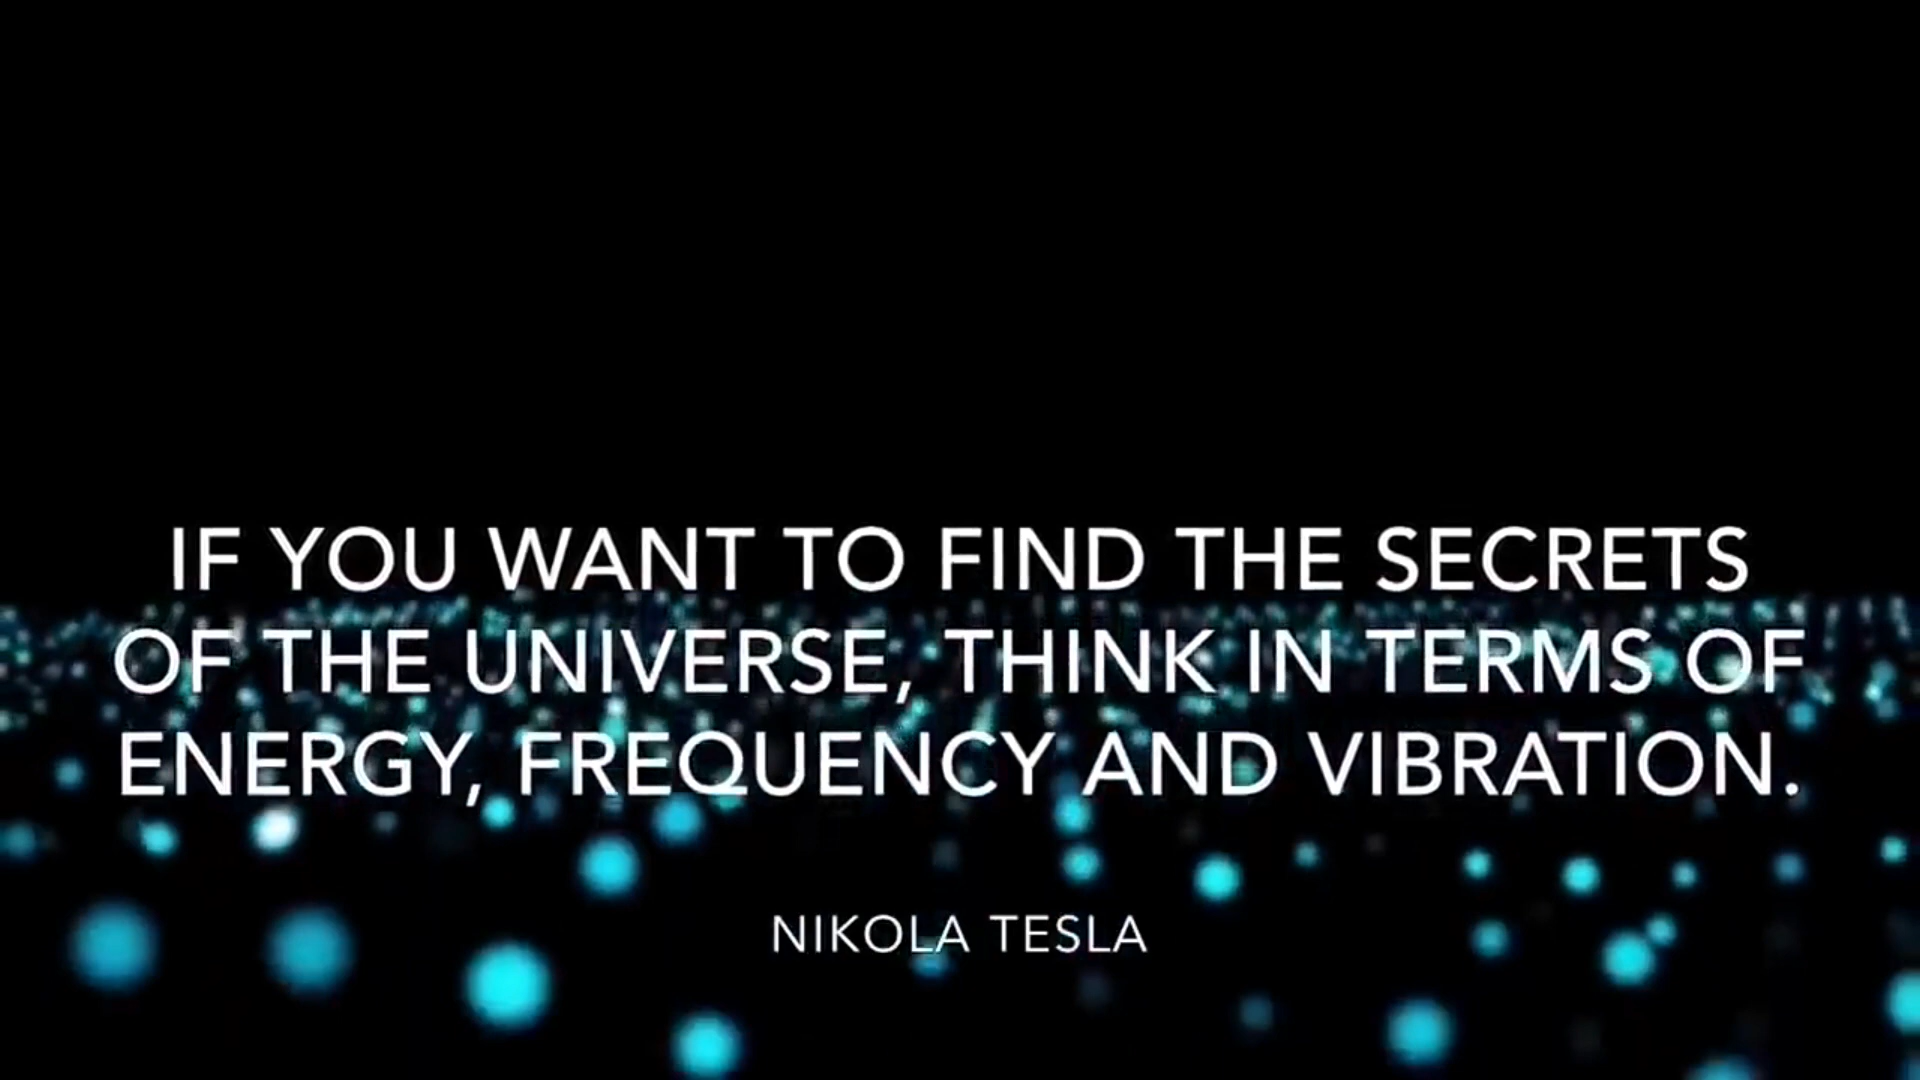 IF YOU WANT TO FIND THE SECRETS
OF THE UNIVERSE, THINK IN TERMS OF
ENERGY, FREQUENCY AND VIBRATION.
NIKOLA TESLA